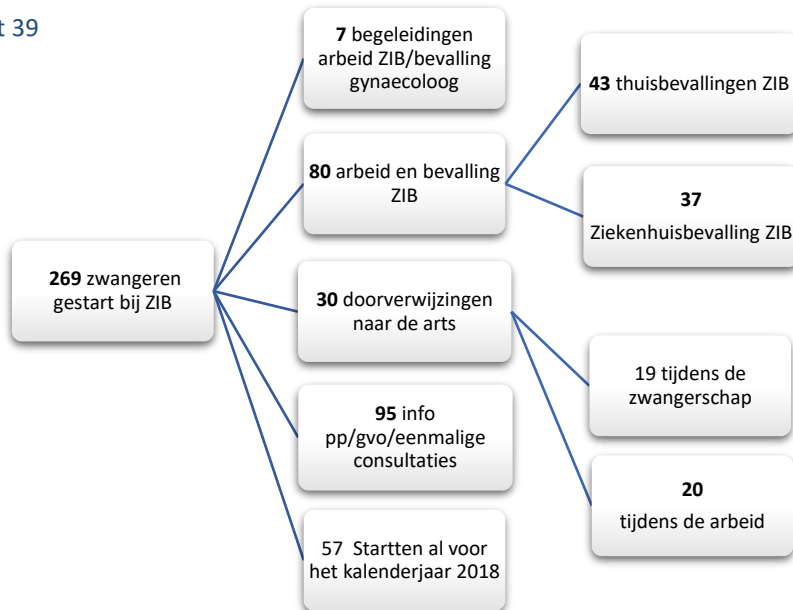 t 39
7 begeleidingen
arbeid ZIB/bevalling
gynaecoloog
43 thuisbevallingen ZIB
80 arbeid en bevalling
ZIB
37
Ziekenhuisbevalling ZIB
269 zwangeren
gestart bij ZIB
30 doorverwijzingen
naar de arts
19 tijdens de
zwangerschap
95 info
pp/gvo/eenmalige
consultaties
20
tijdens de arbeid
57 Startten al voor
het kalenderjaar 2018